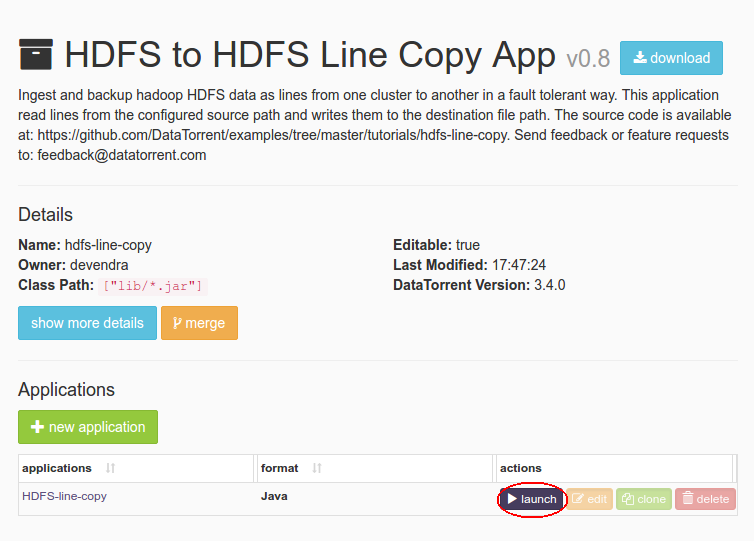 HDFS to HDFS Line Copy App v0.8 download
Ingest and backup hadoop HDFS data as lines from one cluster to another in a fault tolerant way. This application
read lines from the configured source path and writes them to the destination file path. The source code is available
at: https://github.com/DataTorrent/examples/tree/master/tutorials/hdfs-line-copy. Send feedback or feature requests
to: feedback@datatorrent.com
Details
Name: hdfs-line-copy Editable: true
Owner: devendra Last Modified: 17:47:24
Class Path: ["lib/*.jar"] DataTorrent Version: 3.4.0
show more details merge
Applications
new application
applications format actions
HDFS-line-copy Java launch edit clone delete